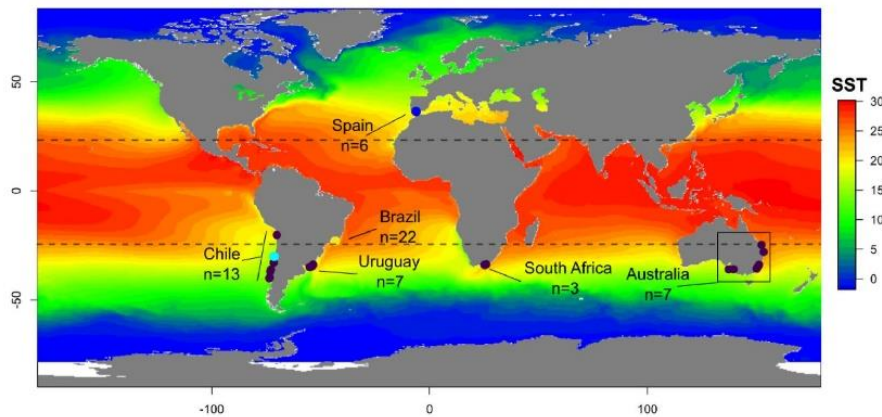 SST
30
25
20
15
10
5
0
50
0
-50
-100
0
100
Spain
n=6
Brazil
n=22
Chile
n=13
Uruguay
n=7
South Africa
n=3
Australia
n=7